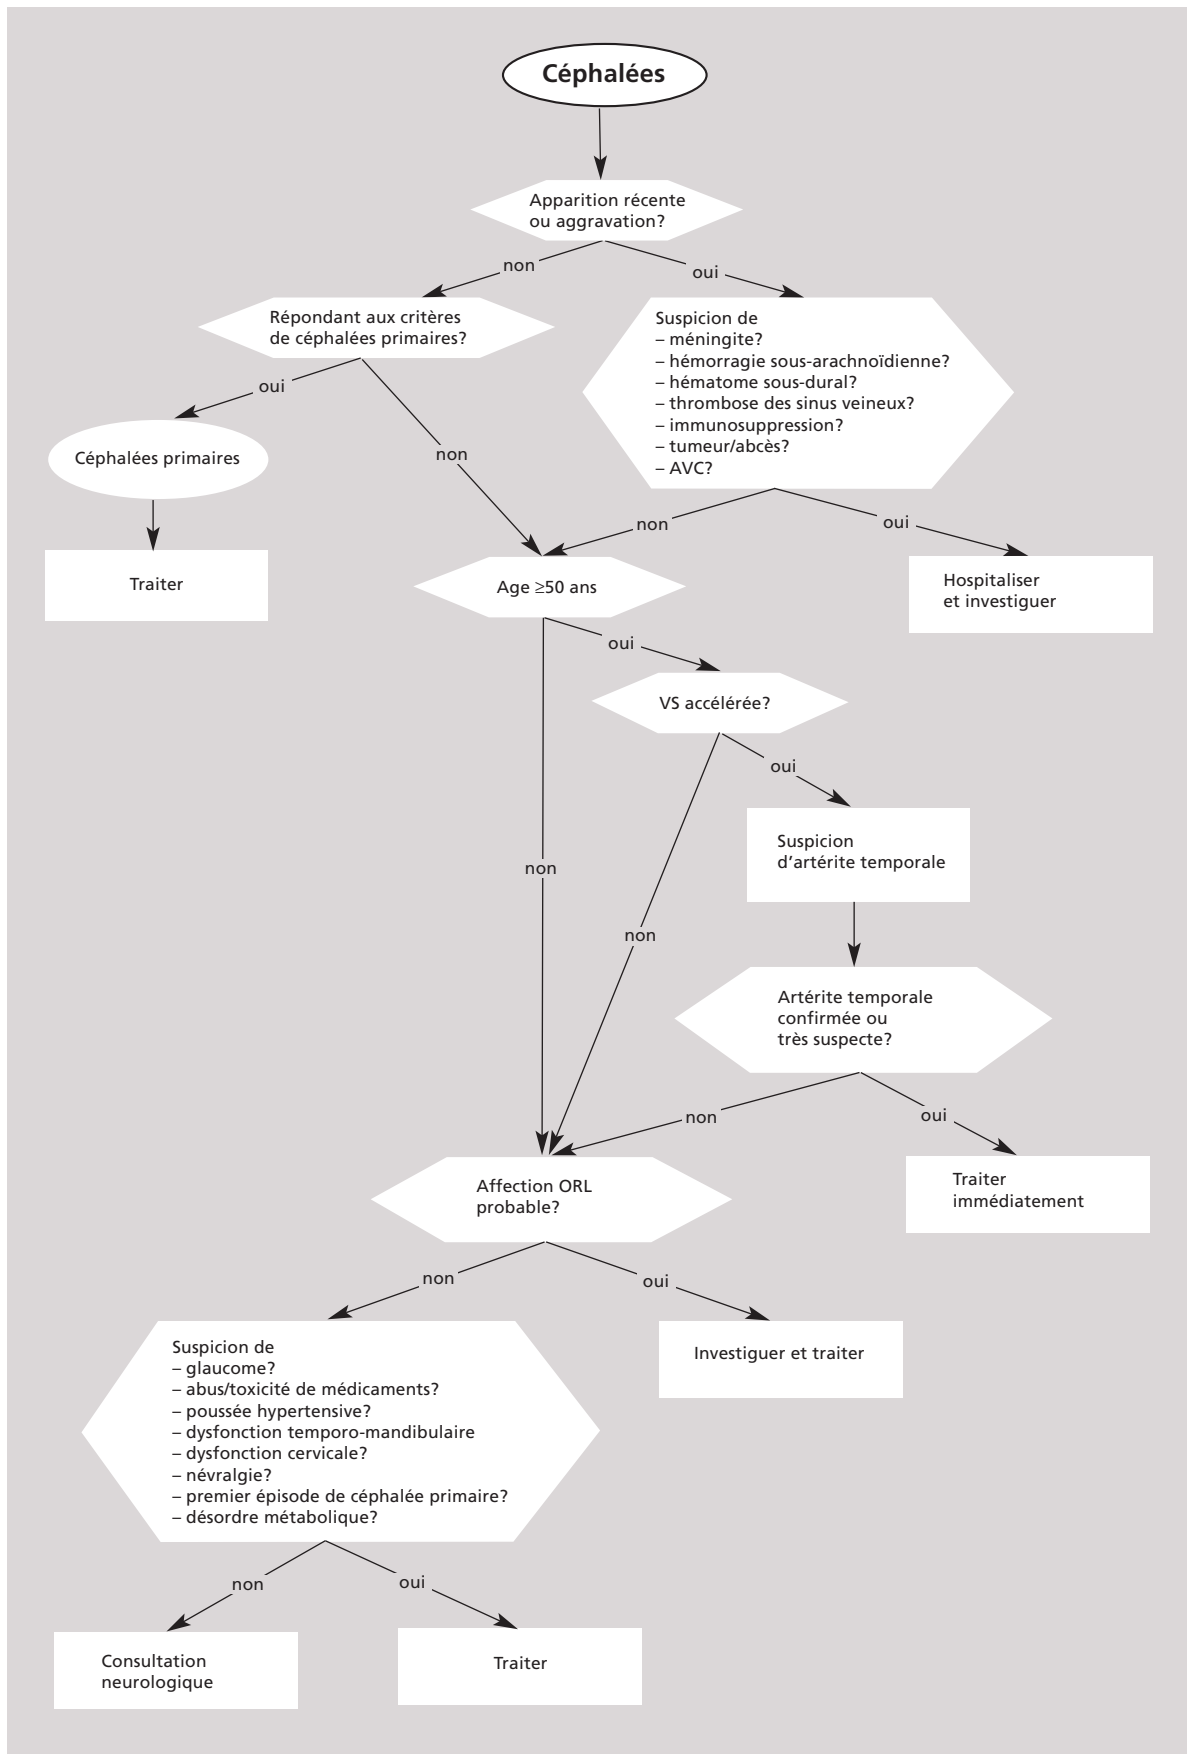 Céphalées
Apparition récente
ou aggravation?
non
oui
Répondant aux critères
de céphalées primaires?
Suspicion de
– méningite?
– hémorragie sous-arachnoïdienne?
– hématome sous-dural?
– thrombose des sinus veineux?
– immunosuppression?
– tumeur/abcès?
– AVC?
oui
non
Céphalées primaires
non
oui
Traiter
Age ≥50 ans
Hospitaliser
et investiguer
oui
VS accélérée?
oui
Suspicion
d’artérite temporale
non
non
Artérite temporale
confirmée ou
très suspecte?
non
oui
Affection ORL
probable?
Traiter
immédiatement
non
oui
Suspicion de
– glaucome?
– abus/toxicité de médicaments?
– poussée hypertensive?
– dysfonction temporo-mandibulaire
– dysfonction cervicale?
– névralgie?
– premier épisode de céphalée primaire?
– désordre métabolique?
Investiguer et traiter
non
oui
Consultation
neurologique
Traiter